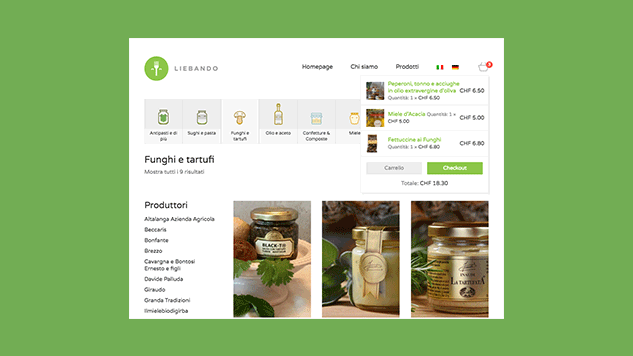 LIEBANDO
Homepage
Chi siamo
Prodotti
3
Peperoni, tonno e acciughe
in olio extravergine d'oliva
Quantità: 1 × CHF 6.50
CHF 6.50
Miele d'Acacia Quantità: 1 ×
CHF 5.00
CHF 5.00
Fettuccine ai Funghi
Quantità: 1 × CHF 6.80
CHF 6.80
Carrello
Checkout
Totale: CHF 18.30
Antipasti e di
più
Sughi e pasta
Funghi e
tartufi
Olio e aceto
Confetture &
Composte
Miele
Funghi e tartufi
Mostra tutti i 9 risultati
Produttori
Altalanga Azienda Agricola
Beccaris
Bonfante
Brezzo
Cavargna e Bontosi
Ernesto e figli
Davide Palluda
Giraudo
Granda Tradizioni
Ilmielebiodigirba
BLACK-TO
LA TARTUFATA